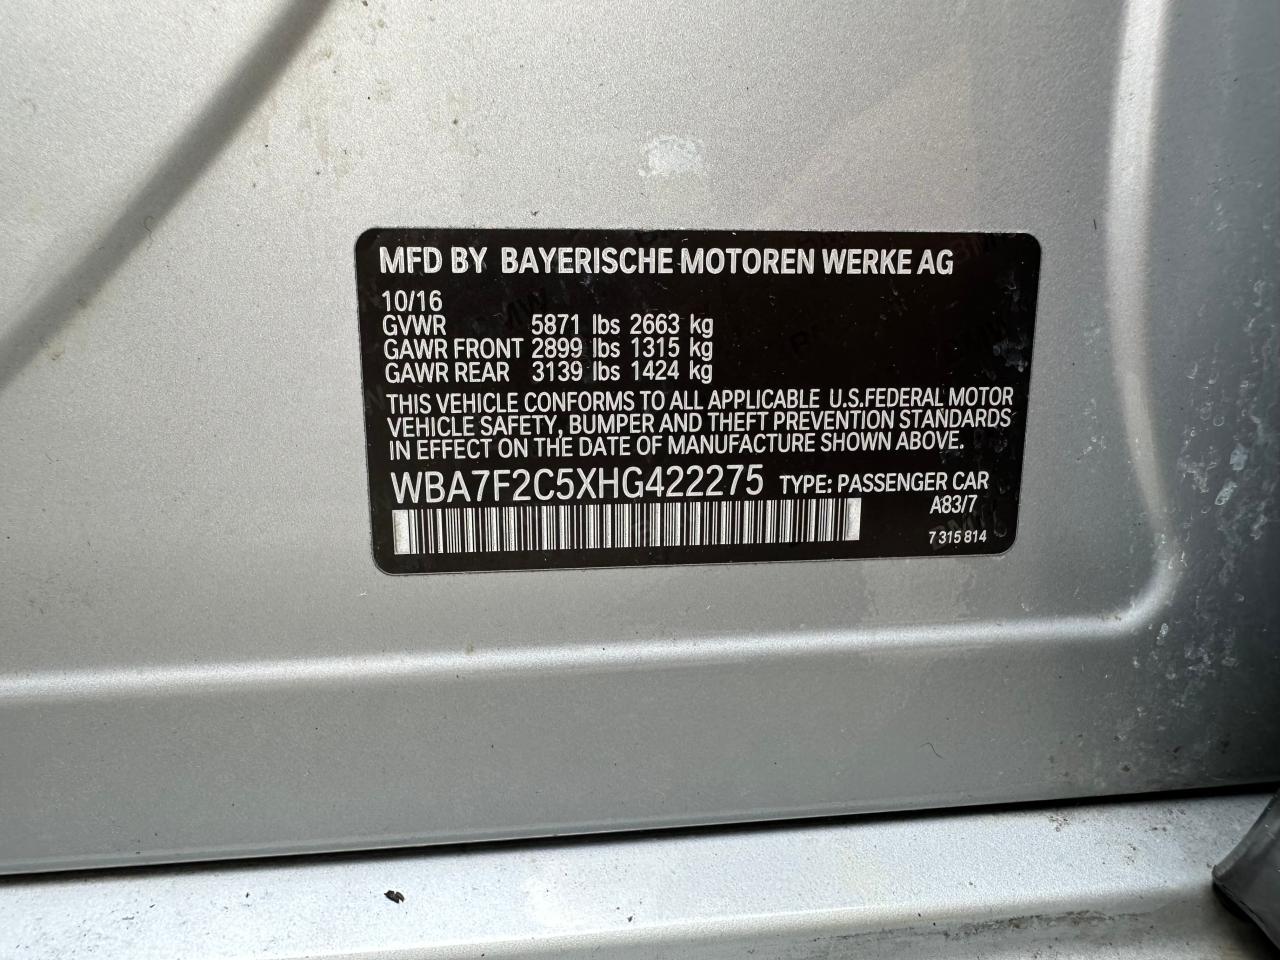 MFD BY BAYERISCHE MOTOREN WERKE AG
10/16
GVWR 5871 lbs 2663 kg
GAWR FRONT 2899 lbs 1315 kg
GAWR REAR 3139 lbs 1424 kg
THIS VEHICLE CONFORMS TO ALL APPLICABLE U.S.FEDERAL MOTOR
VEHICLE SAFETY, BUMPER AND THEFT PREVENTION STANDARDS
IN EFFECT ON THE DATE OF MANUFACTURE SHOWN ABOVE.
WBA7F2C5XHG422275 TYPE: PASSENGER CAR
A83/7
7 315 814